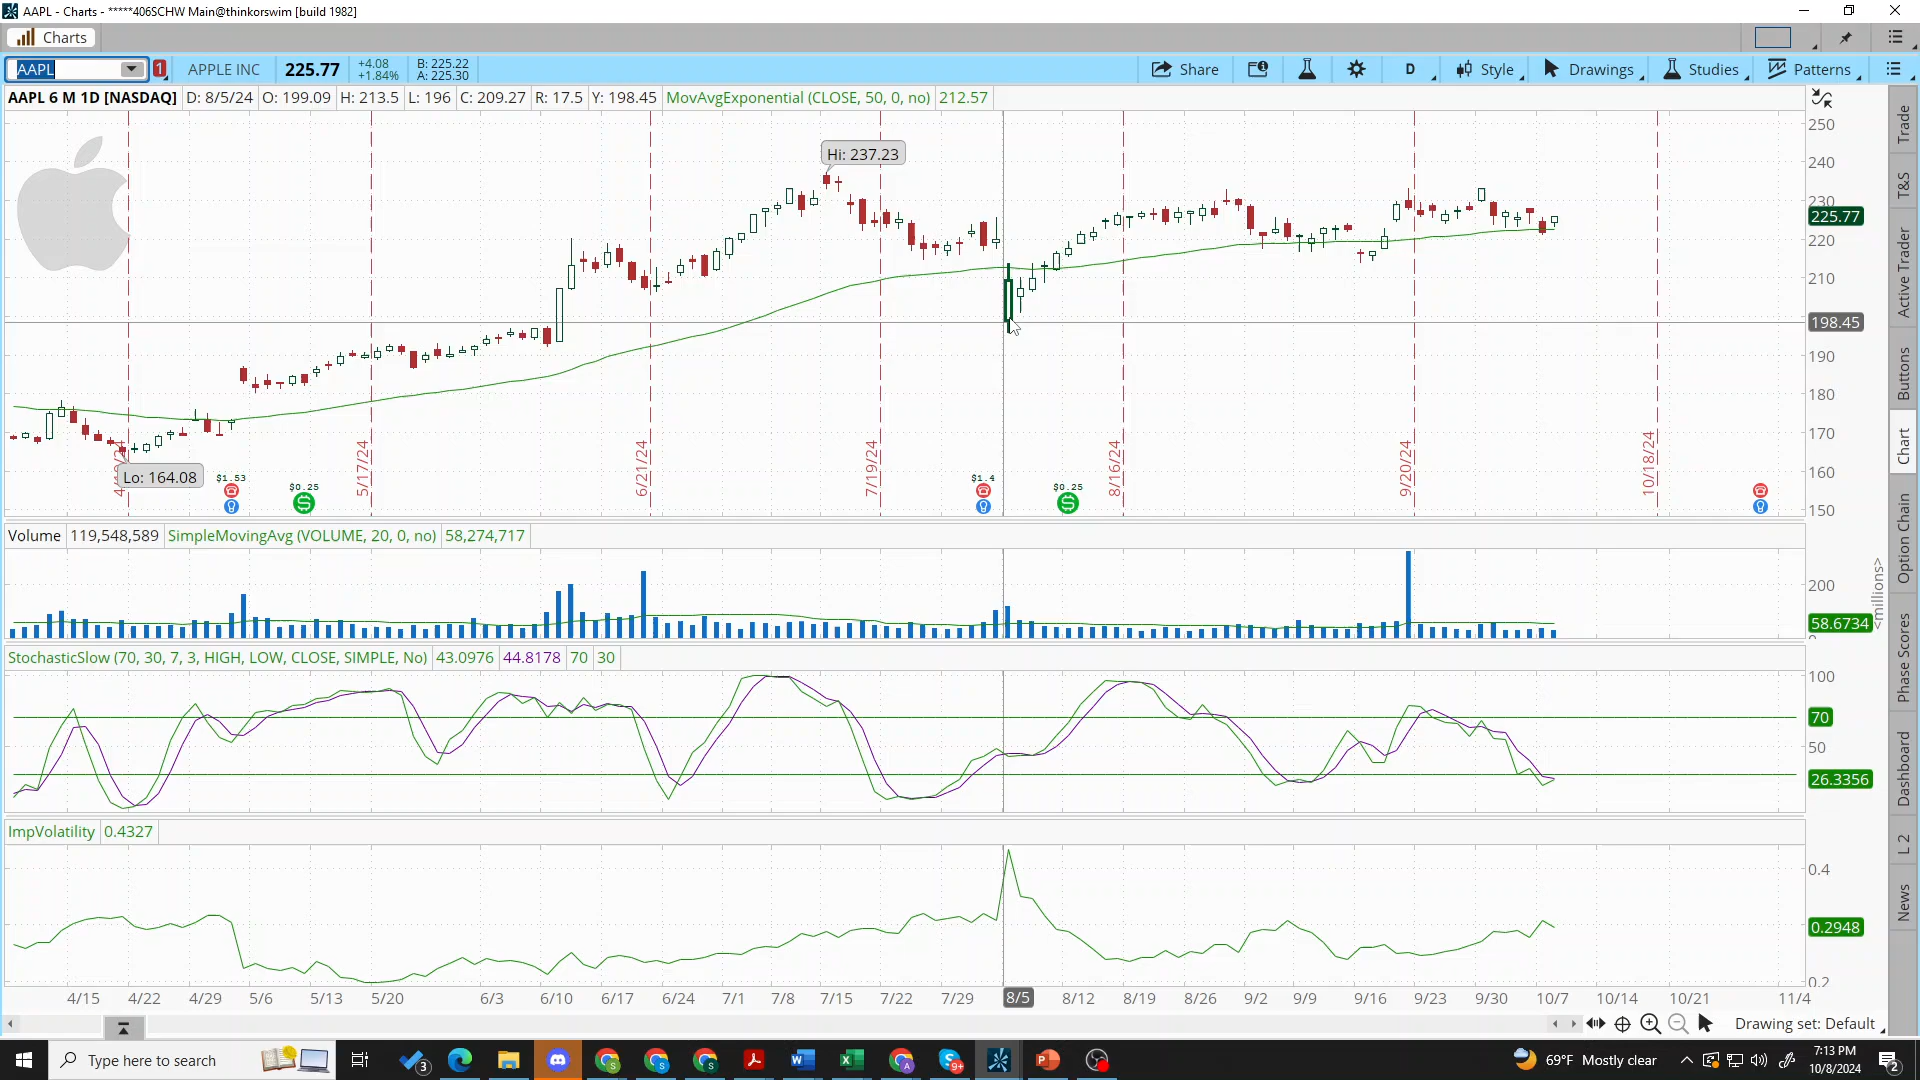 AAPL - Charts - *****406SCHW Main@thinkorswim [build 1982]
Charts
AAPL 1 APPLE INC 225.77 +4.08 +1.84% B: 225.22 A: 225.30 Share D Style Drawings Studies Patterns
AAPL 6 M 1D [NASDAQ] D: 8/5/24 O: 199.09 H: 213.5 L: 196 C: 209.27 R: 17.5 Y: 198.45 MovAvgExponential (CLOSE, 50, 0, no) 212.57
Hi: 237.23
Lo: 164.08
250
240
230
225.77
220
210
198.45
190
180
170
160
150
5/17/24
6/21/24
7/19/24
8/16/24
9/20/24
10/18/24
$1.53
$0.25
$1.4
$0.25
Volume 119,548,589 SimpleMovingAvg (VOLUME, 20, 0, no) 58,274,717
200
58.6734
<millions>
StochasticSlow (70, 30, 7, 3, HIGH, LOW, CLOSE, SIMPLE, No) 43.0976 44.8178 70 30
100
70
50
26.3356
ImpVolatility 0.4327
0.4
0.2948
0.2
4/15 4/22 4/29 5/6 5/13 5/20 6/3 6/10 6/17 6/24 7/1 7/8 7/15 7/22 7/29 8/5 8/12 8/19 8/26 9/2 9/9 9/16 9/23 9/30 10/7 10/14 10/21 11/4
Drawing set: Default
Trade
T&S
Active Trader
Buttons
Chart
Option Chain
Phase Scores
Dashboard
L 2
News
Type here to search
3
9+
69°F Mostly clear
7:13 PM
10/8/2024
2